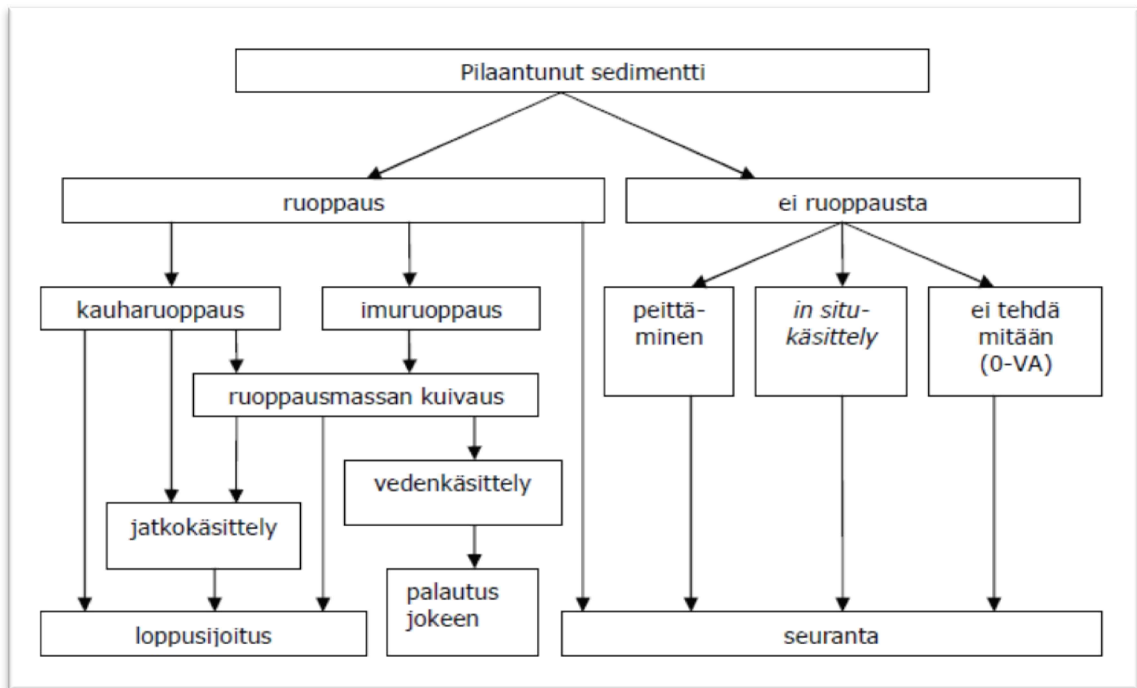 Pilaantunut sedimentti
ruoppaus
ei ruoppausta
kauharuoppaus
imuruoppaus
peittä-
minen
in situ-
käsittely
ei tehdä
mitään
(0-VA)
ruoppausmassan kuivaus
vedenkäsittely
jatkokäsittely
palautus
jokeen
loppusijoitus
seuranta